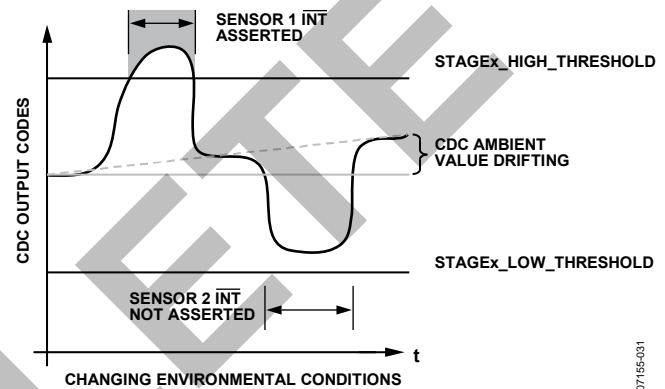 SENSOR 1 INT
ASSERTED
STAGEx_HIGH_THRESHOLD
CDC OUTPUT CODES
CDC AMBIENT
VALUE DRIFTING
STAGEx_LOW_THRESHOLD
SENSOR 2 INT
NOT ASSERTED
t
CHANGING ENVIRONMENTAL CONDITIONS
07155-031
ETE